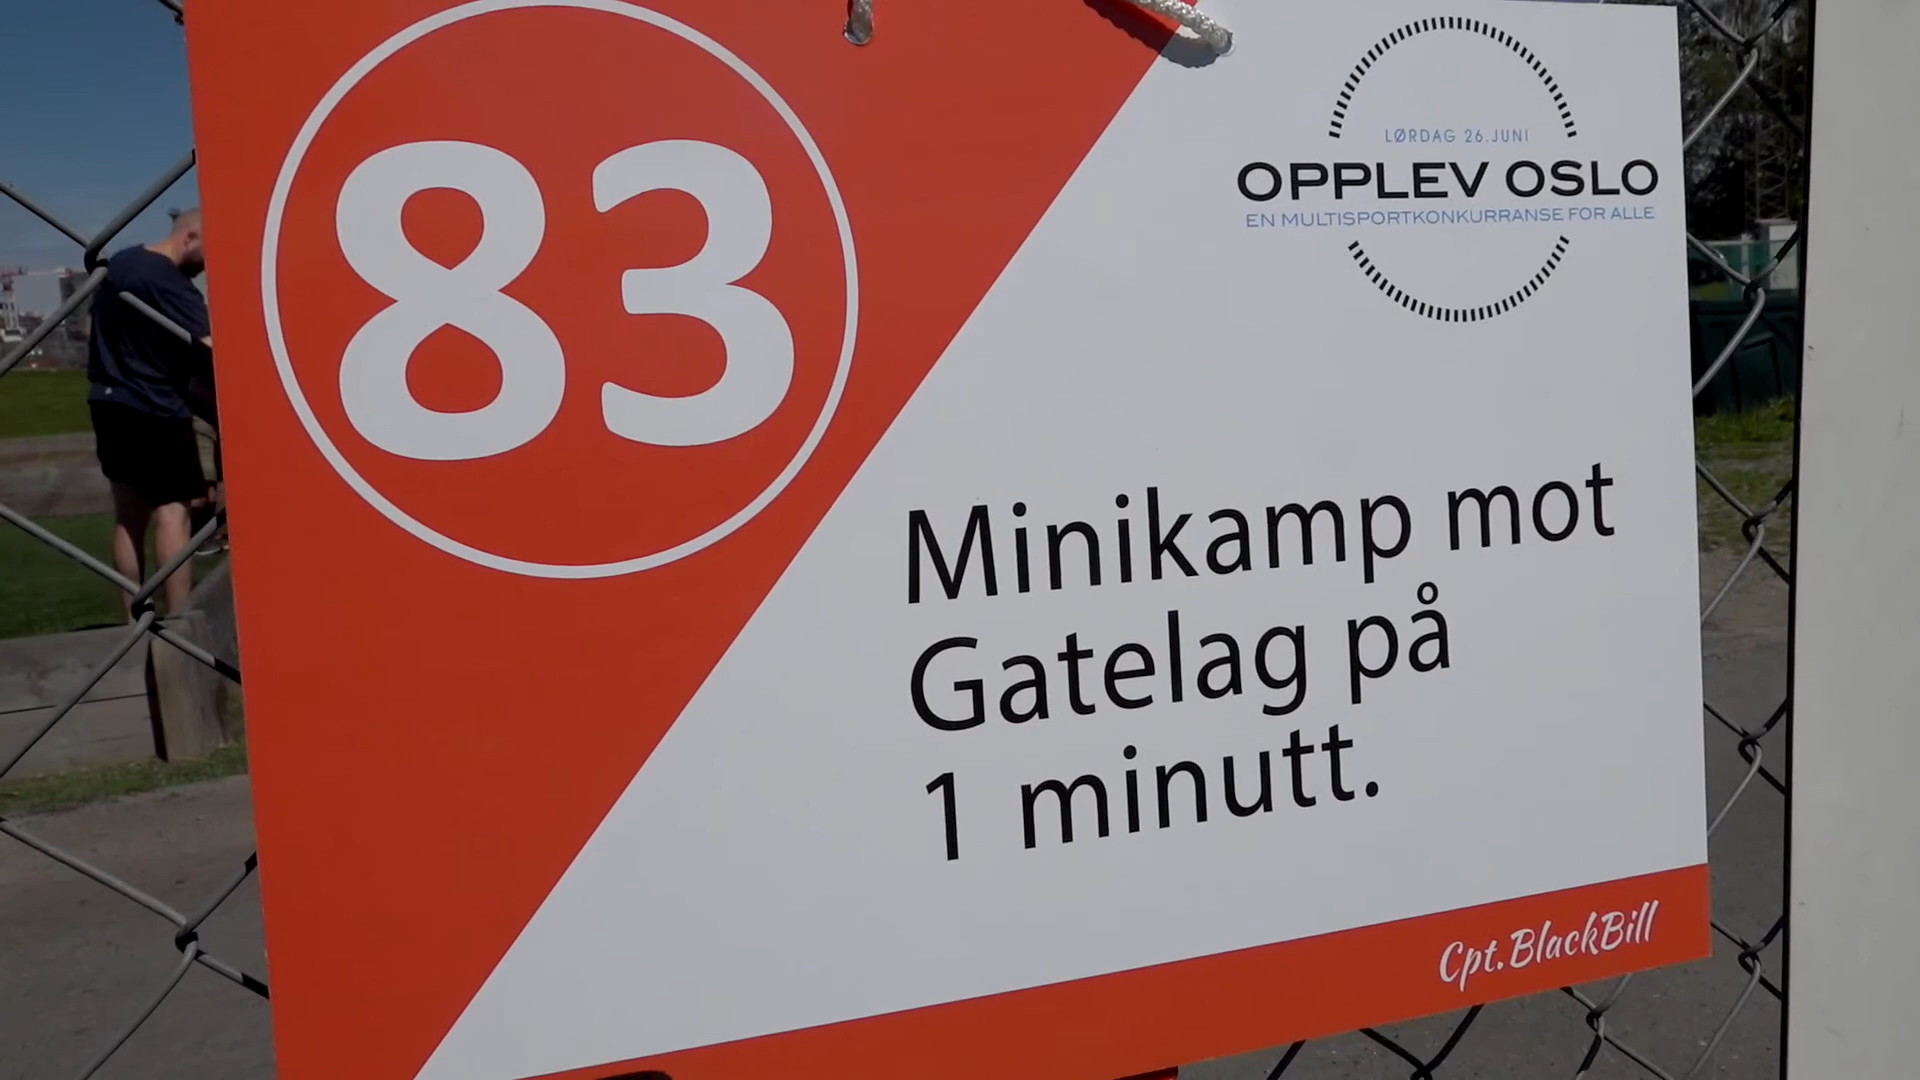 83
LØRDAG 26.JUNI
OPPLEV OSLO
EN MULTISPORTKONKURRANSE FOR ALLE
Minikamp mot
Gatelag på
1 minutt.
Cpt.BlackBill